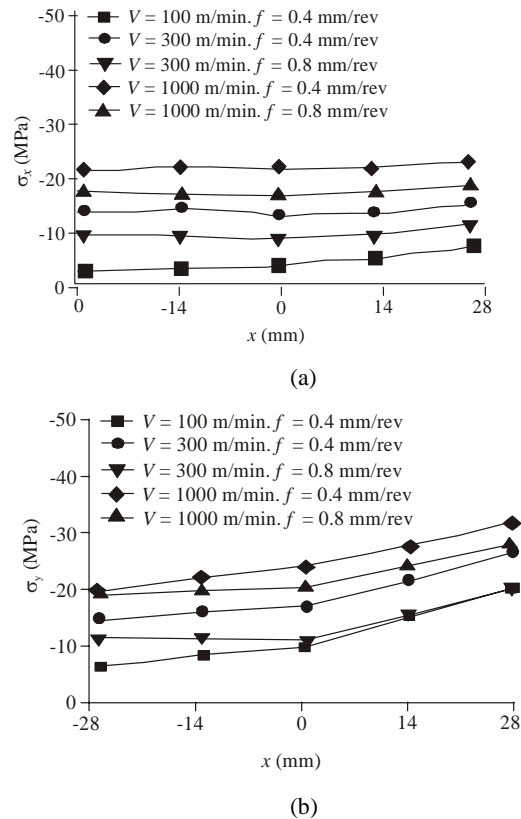 -50
V = 100 m/min. f = 0.4 mm/rev
V = 300 m/min. f = 0.4 mm/rev
-40
V = 300 m/min. f = 0.8 mm/rev
V = 1000 m/min. f = 0.4 mm/rev
V = 1000 m/min. f = 0.8 mm/rev
-30
σx (MPa)
-20
-10
0
0 -14 0 14 28
x (mm)
(a)
-50
V = 100 m/min. f = 0.4 mm/rev
V = 300 m/min. f = 0.4 mm/rev
-40
V = 300 m/min. f = 0.8 mm/rev
V = 1000 m/min. f = 0.4 mm/rev
V = 1000 m/min. f = 0.8 mm/rev
-30
σy (MPa)
-20
-10
0
-28 -14 0 14 28
x (mm)
(b)